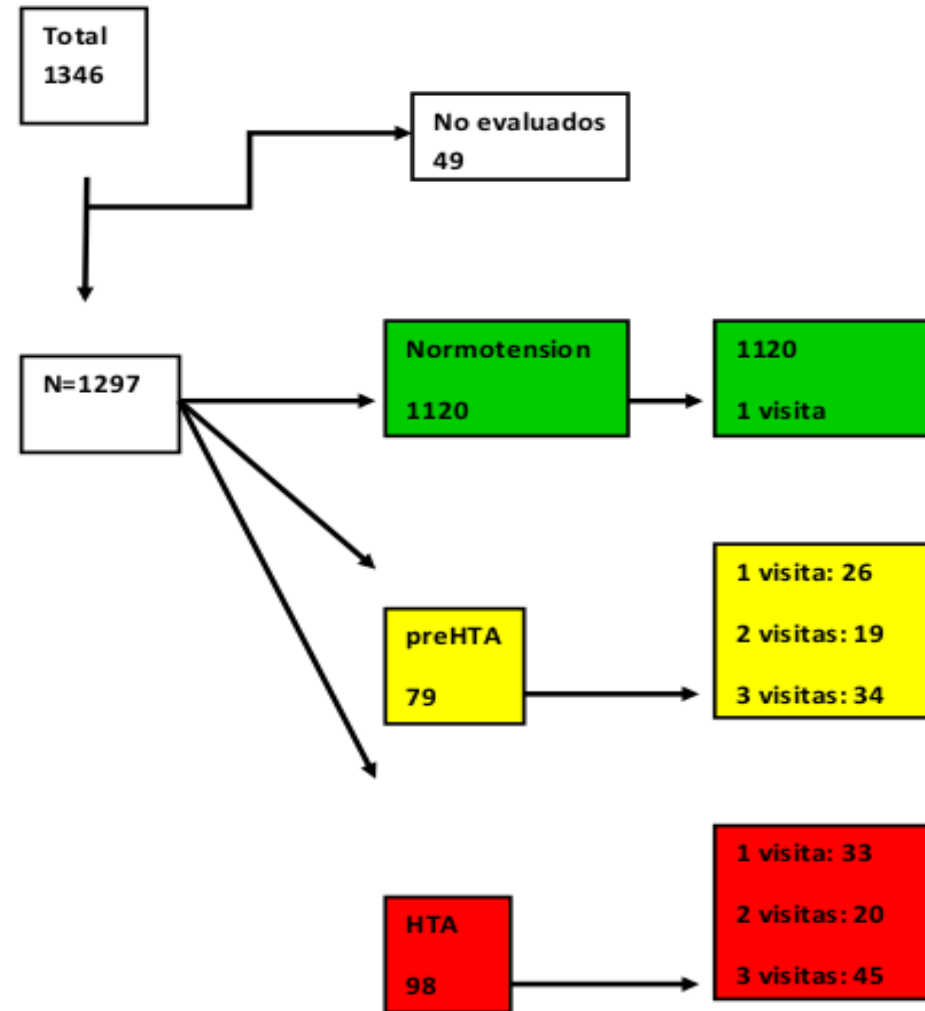 Total
1346
No evaluados
49
N=1297
Normotension
1120
1120
1 visita
preHTA
79
1 visita: 26
2 visitas: 19
3 visitas: 34
HTA
98
1 visita: 33
2 visitas: 20
3 visitas: 45